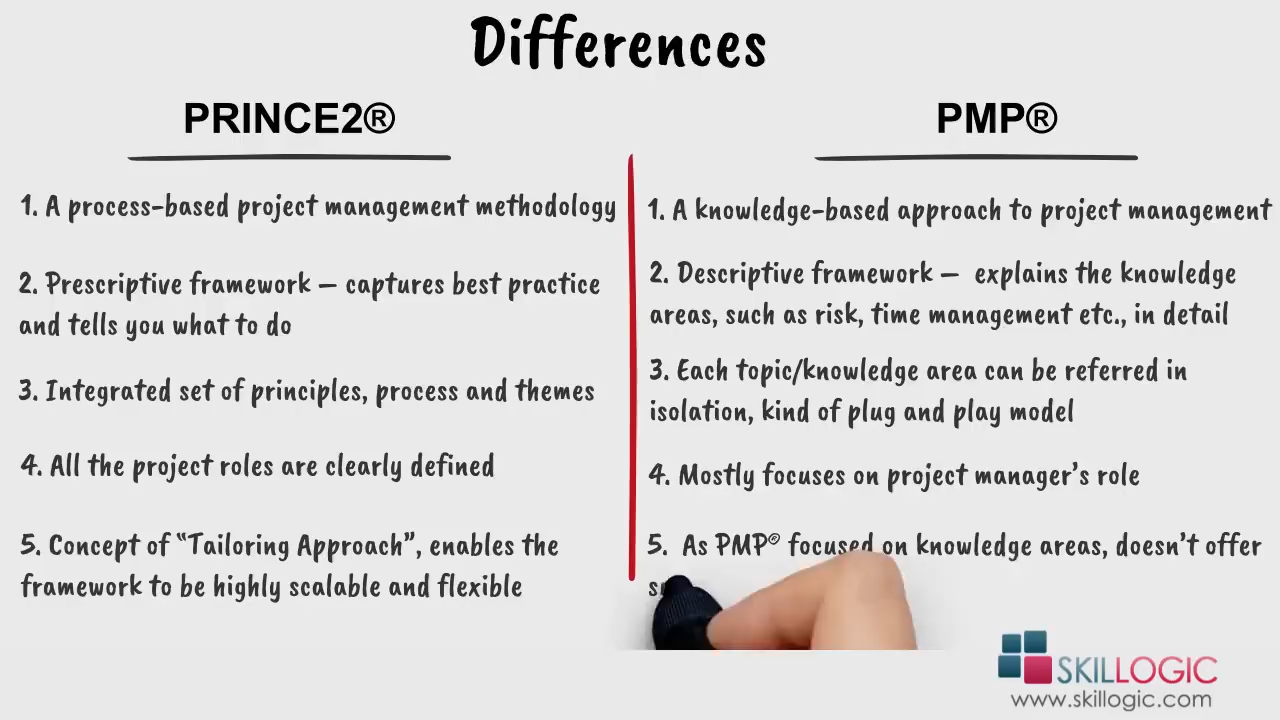 Differences
PRINCE2®
1. A process-based project management methodology
2. Prescriptive framework – captures best practice
and tells you what to do
3. Integrated set of principles, process and themes
4. All the project roles are clearly defined
5. Concept of “Tailoring Approach”, enables the
framework to be highly scalable and flexible
PMP®
1. A knowledge-based approach to project management
2. Descriptive framework – explains the knowledge
areas, such as risk, time management etc., in detail
3. Each topic/knowledge area can be referred in
isolation, kind of plug and play model
4. Mostly focuses on project manager’s role
5. As PMP® focused on knowledge areas, doesn’t offer
SKILLOGIC
www.skillogic.com